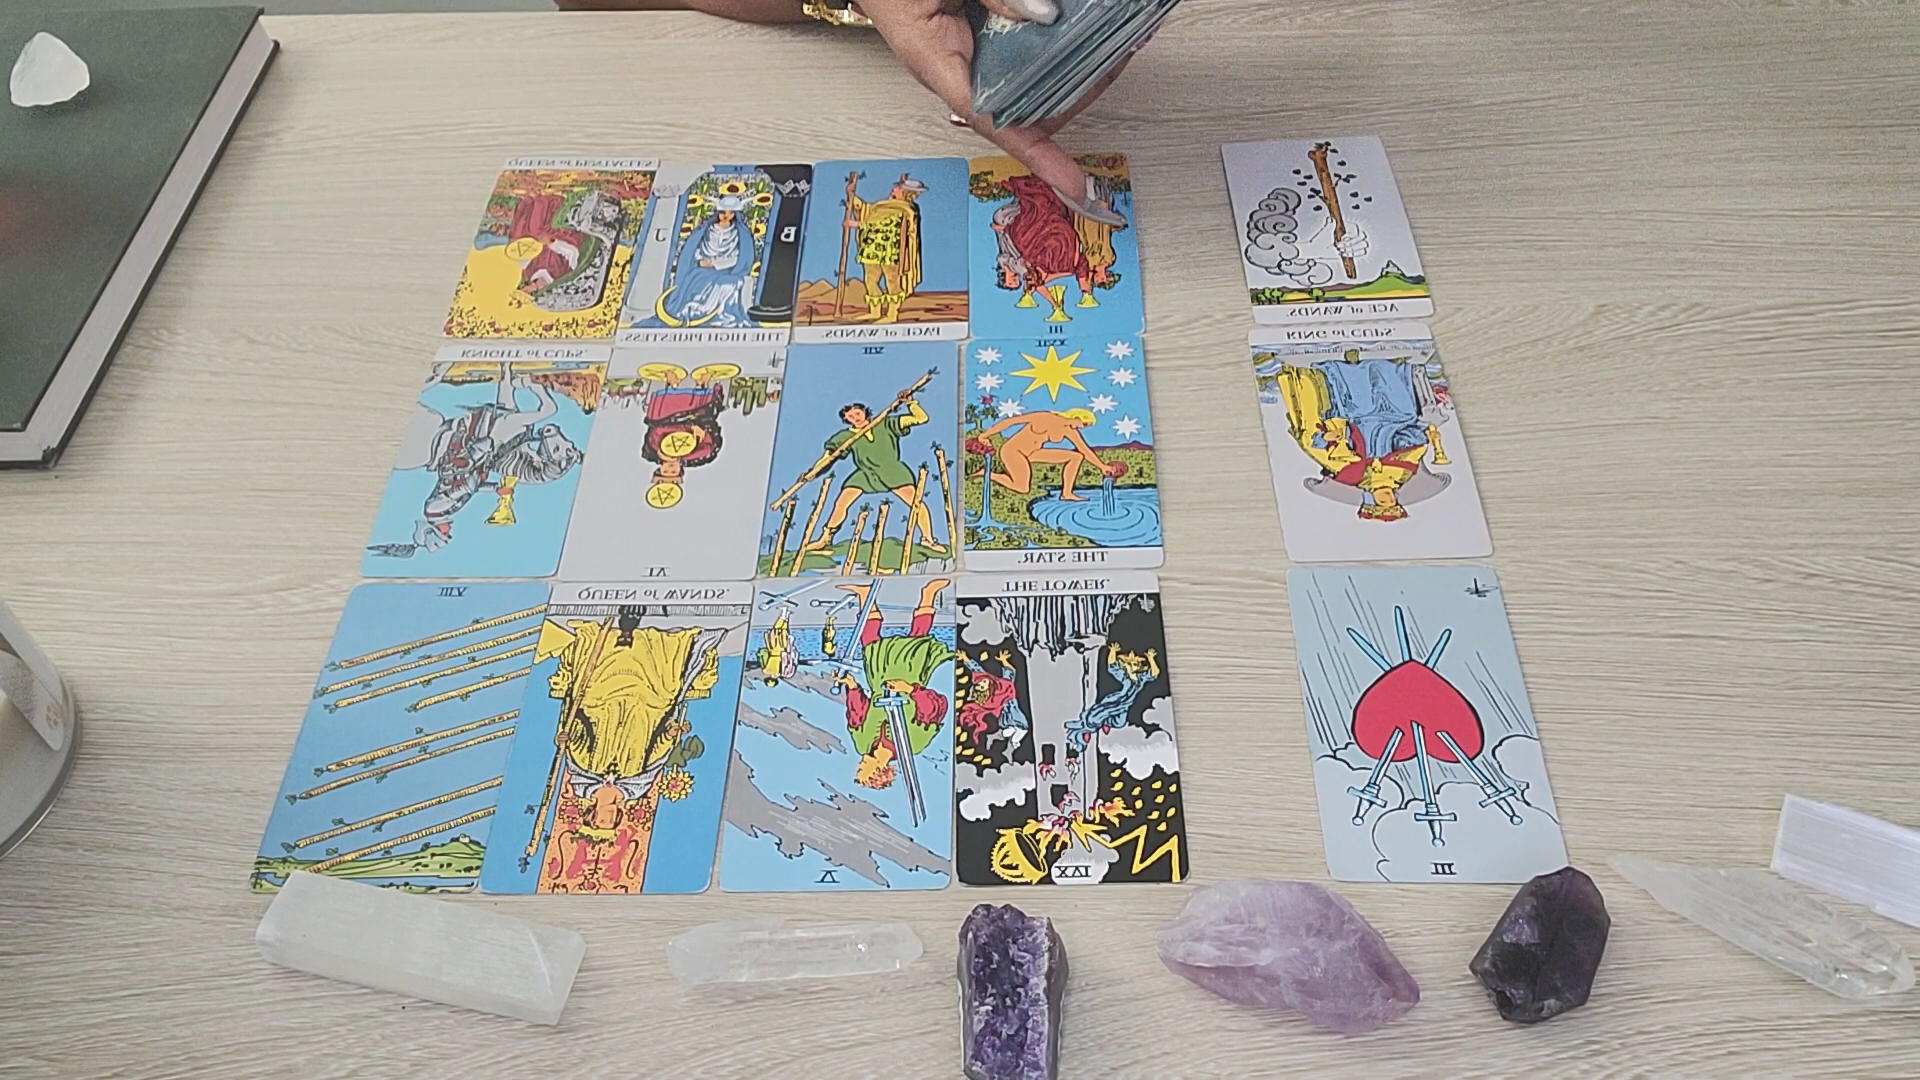 QUEEN of PENTACLES
II
J
B
THE HIGH PRIESTESS.
PAGE of WANDS.
III
ACE of WANDS.
KNIGHT of CUPS.
VI
VII
XVII
THE STAR.
KING of CUPS.
VIII
QUEEN of WANDS.
V
THE TOWER.
XVI
III